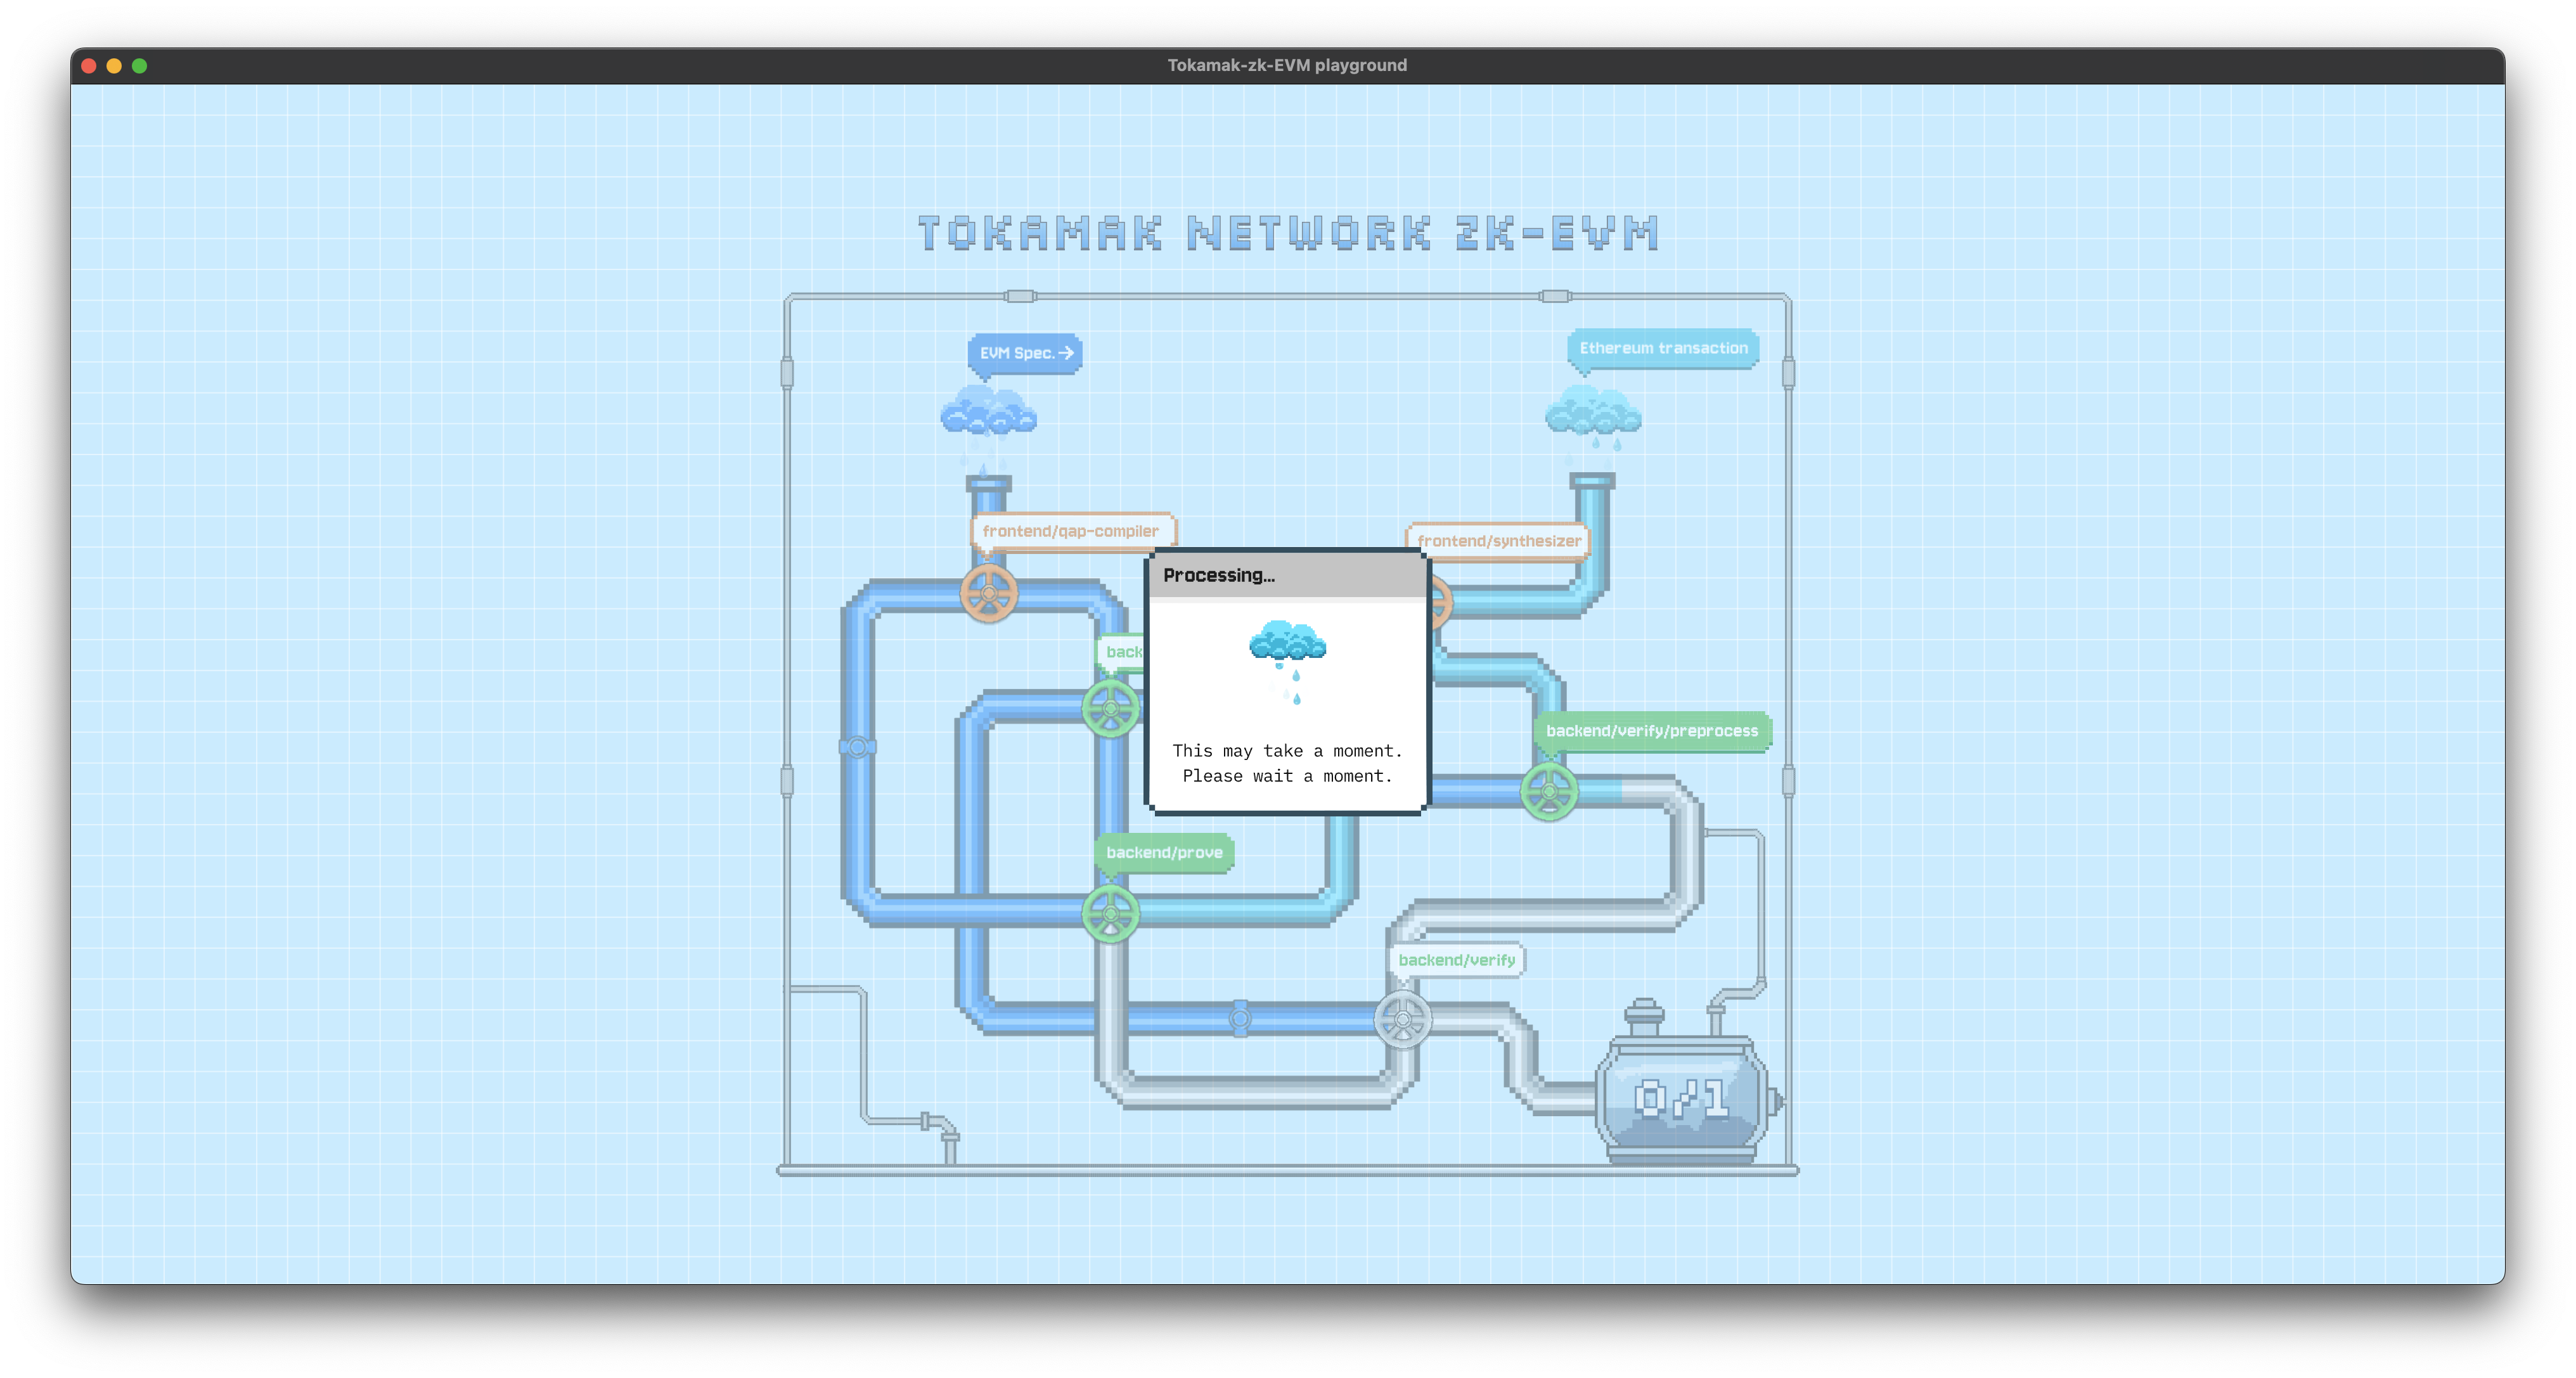 Tokamak-zk-EVM playground
TOKAMAK NETWORK ZK-EVM
EVM Spec.→
Ethereum transaction
frontend/qap-compiler
frontend/synthesizer
Processing...
back
This may take a moment.
Please wait a moment.
backend/verify/preprocess
backend/prove
backend/verify
0/1